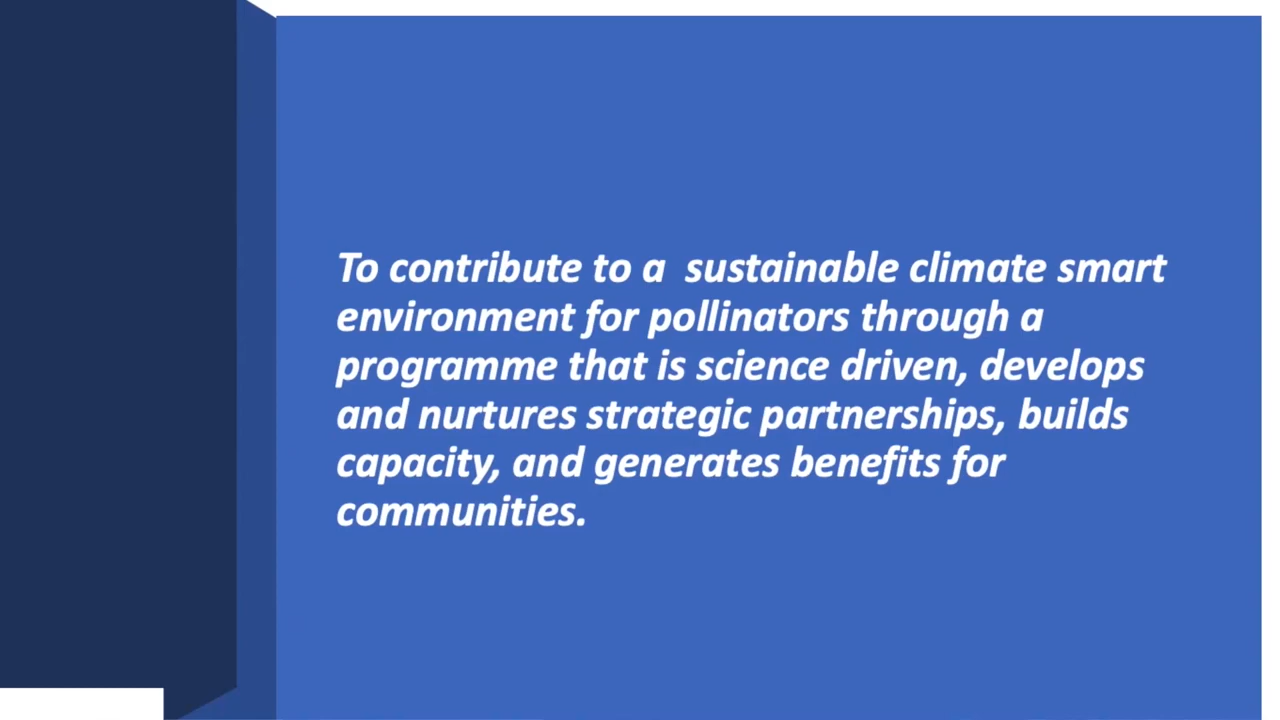 To contribute to a  sustainable climate smart
environment for pollinators through a
programme that is science driven, develops
and nurtures strategic partnerships, builds
capacity, and generates benefits for
communities.